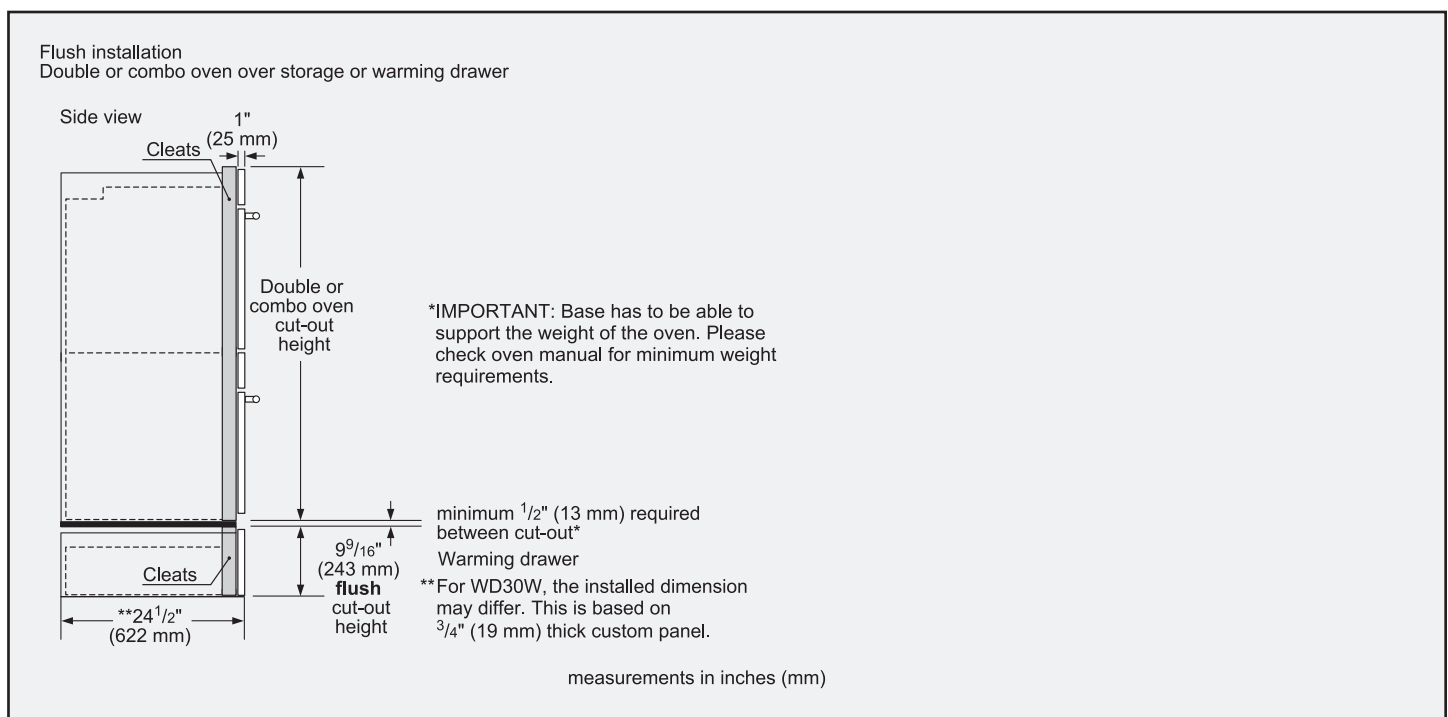 Flush installation
Double or combo oven over storage or warming drawer
Side view
1"
(25 mm)
Cleats
Double or
combo oven
cut-out
height
*IMPORTANT: Base has to be able to
support the weight of the oven. Please
check oven manual for minimum weight
requirements.
minimum 1/2" (13 mm) required
between cut-out*
Warming drawer
9 9/16"
(243 mm)
flush
cut-out
height
Cleats
**24 1/2"
(622 mm)
**For WD30W, the installed dimension
may differ. This is based on
3/4" (19 mm) thick custom panel.
measurements in inches (mm)